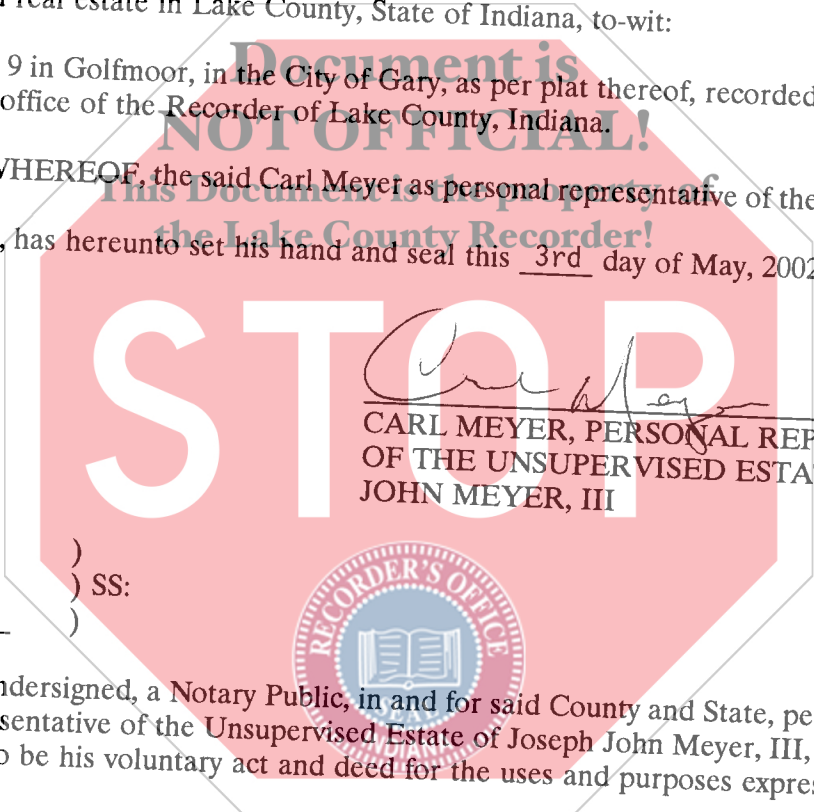 real estate in Lake County, State of Indiana, to-wit:
Document is
9 in Golfmoor, in the City of Gary, as per plat thereof, recorded
office of the Recorder of Lake County, Indiana.
NOT OFFICIAL!
WHEREOF, the said Carl Meyer as personal representative of the
This Document is the property of
the Lake County Recorder!
, has hereunto set his hand and seal this 3rd day of May, 2002
STOP
CARL MEYER, PERSONAL REP
OF THE UNSUPERVISED ESTA
JOHN MEYER, III
)
) SS:
)
RECORDER'S OFFICE
SEAL
INDIANA
ndersigned, a Notary Public, in and for said County and State, pe
sentative of the Unsupervised Estate of Joseph John Meyer, III,
o be his voluntary act and deed for the uses and purposes expres